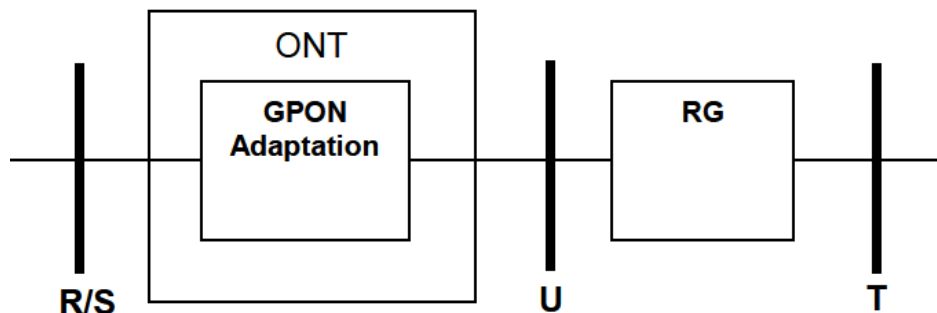 ONT
GPON
Adaptation
RG
R/S
U
T